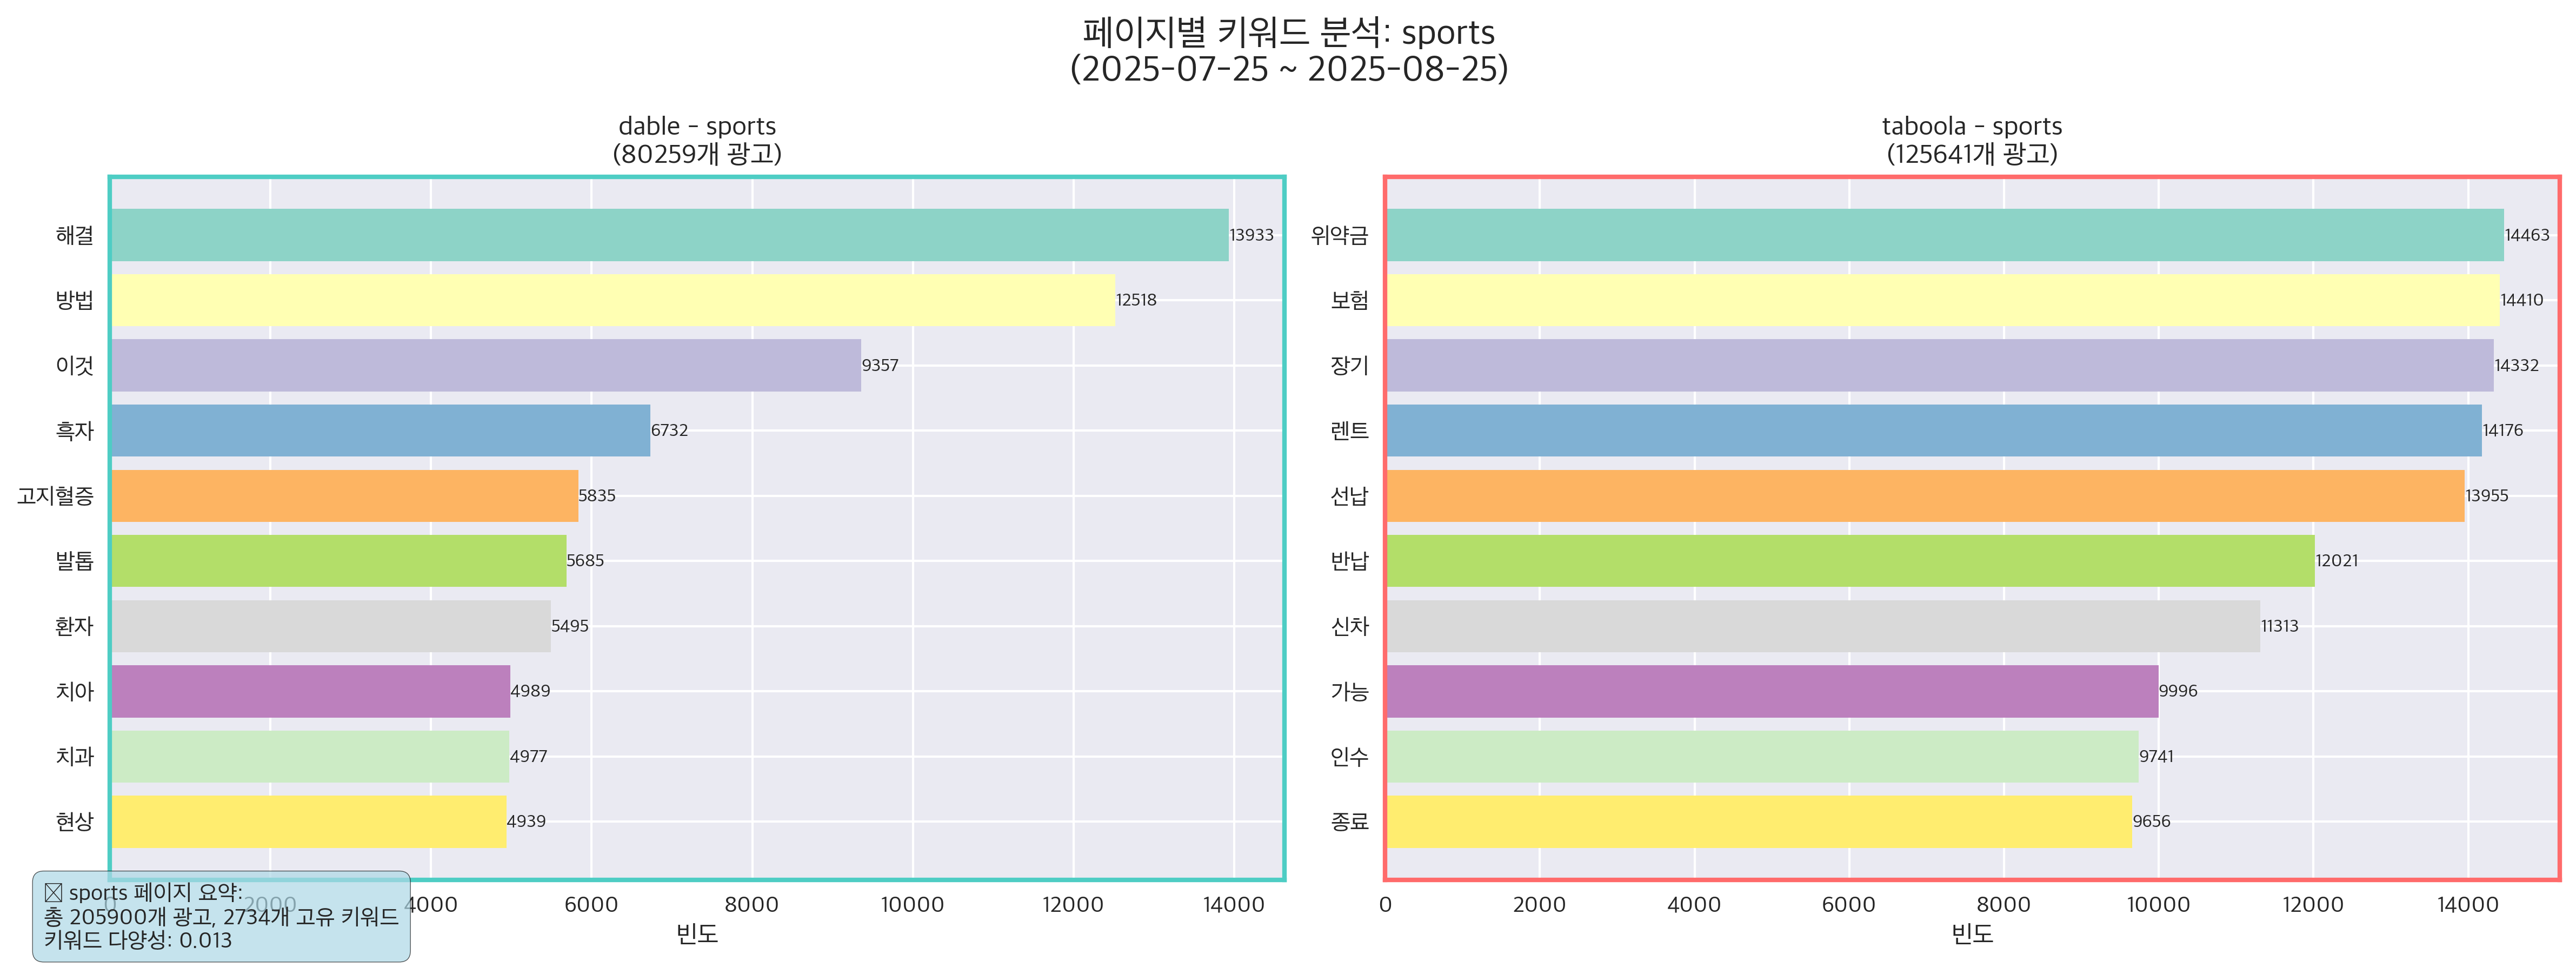 페이지별 키워드 분석: sports
(2025-07-25 ~ 2025-08-25)
dable - sports
(80259개 광고)
해결 13933
방법 12518
이것 9357
흑자 6732
고지혈증 5835
발톱 5685
환자 5495
치아 4989
치과 4977
현상 4939
0 2000 4000 6000 8000 10000 12000 14000
빈도
taboola - sports
(125641개 광고)
위약금 14463
보험 14410
장기 14332
렌트 14176
선납 13955
반납 12021
신차 11313
가능 9996
인수 9741
종료 9656
0 2000 4000 6000 8000 10000 12000 14000
빈도
sports 페이지 요약:
총 205900개 광고, 2734개 고유 키워드
키워드 다양성: 0.013